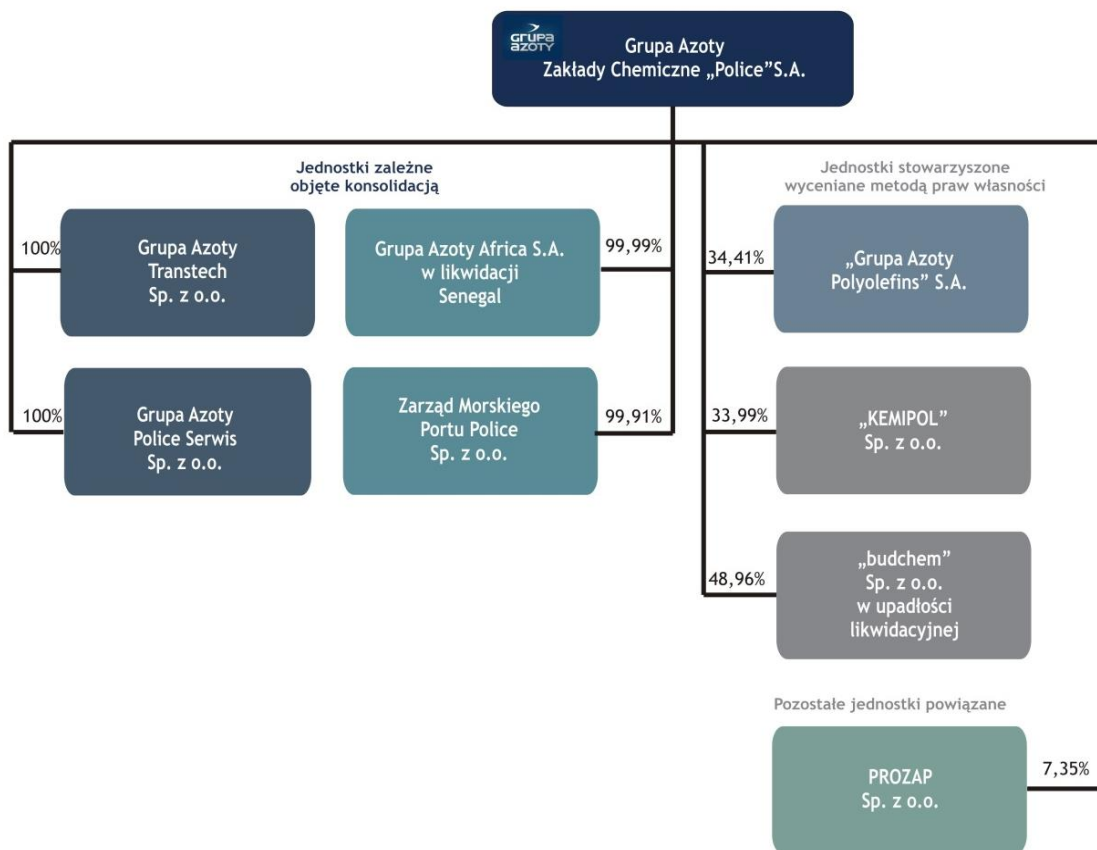 GRUPA
AZOTY
Grupa Azoty
Zakłady Chemiczne „Police”S.A.
Jednostki zależne
objęte konsolidacją
100%
Grupa Azoty
Transtech
Sp. z o.o.
Grupa Azoty Africa S.A.
w likwidacji
Senegal
99,99%
100%
Grupa Azoty
Police Serwis
Sp. z o.o.
Zarząd Morskiego
Portu Police
Sp. z o.o.
99,91%
Jednostki stowarzyszone
wyceniane metodą praw własności
34,41%
„Grupa Azoty
Polyolefins” S.A.
33,99%
„KEMIPOL”
Sp. z o.o.
48,96%
„budchem”
Sp. z o.o.
w upadłości
likwidacyjnej
Pozostałe jednostki powiązane
PROZAP
Sp. z o.o.
7,35%